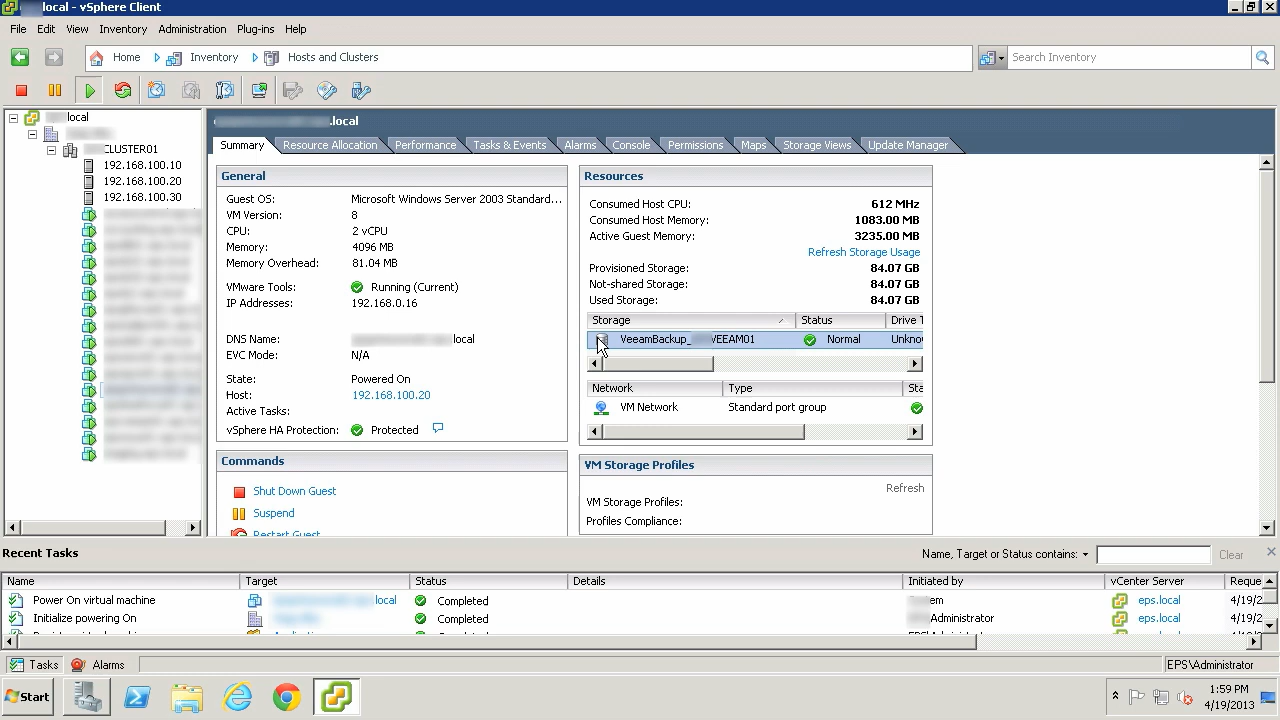 local - vSphere Client
File Edit View Inventory Administration Plug-ins Help
Home Inventory Hosts and Clusters
Search Inventory
local
CLUSTER01
192.168.100.10
192.168.100.20
192.168.100.30
.local
Summary Resource Allocation Performance Tasks & Events Alarms Console Permissions Maps Storage Views Update Manager
General
Guest OS: Microsoft Windows Server 2003 Standard...
VM Version: 8
CPU: 2 vCPU
Memory: 4096 MB
Memory Overhead: 81.04 MB
VMware Tools: Running (Current)
IP Addresses: 192.168.0.16
DNS Name: local
EVC Mode: N/A
State: Powered On
Host: 192.168.100.20
Active Tasks:
vSphere HA Protection: Protected
Commands
Shut Down Guest
Suspend
Restart Guest
Resources
Consumed Host CPU: 612 MHz
Consumed Host Memory: 1083.00 MB
Active Guest Memory: 3235.00 MB
Refresh Storage Usage
Provisioned Storage: 84.07 GB
Not-shared Storage: 84.07 GB
Used Storage: 84.07 GB
Storage Status Drive T
VeeamBackup_ VEEAM01 Normal Unkno
Network Type Sta
VM Network Standard port group
VM Storage Profiles
Refresh
VM Storage Profiles:
Profiles Compliance:
Recent Tasks
Name, Target or Status contains: Clear
Name Target Status Details Initiated by vCenter Server Reque
Power On virtual machine local Completed em eps.local 4/19/2
Initialize powering On Completed Administrator eps.local 4/19/2
Tasks Alarms
EPS\Administrator
Start
1:59 PM
4/19/2013